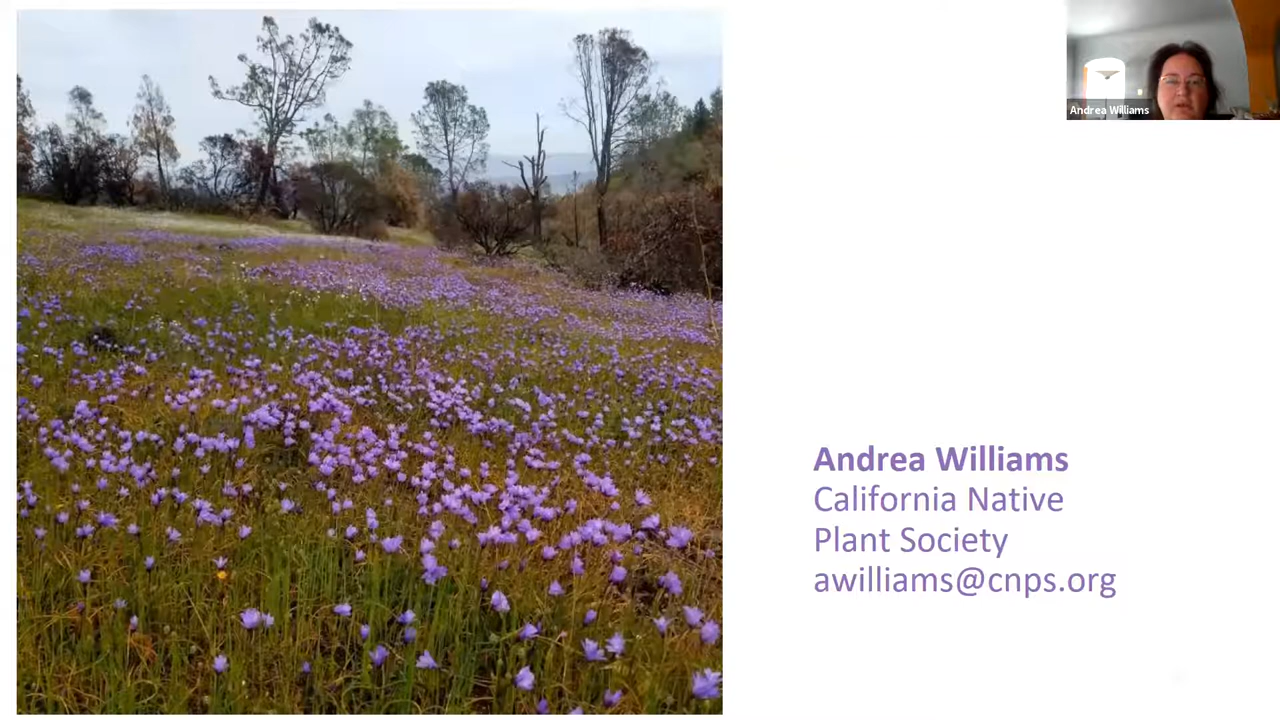 Andrea Williams
Andrea Williams
California Native
Plant Society
awilliams@cnps.org